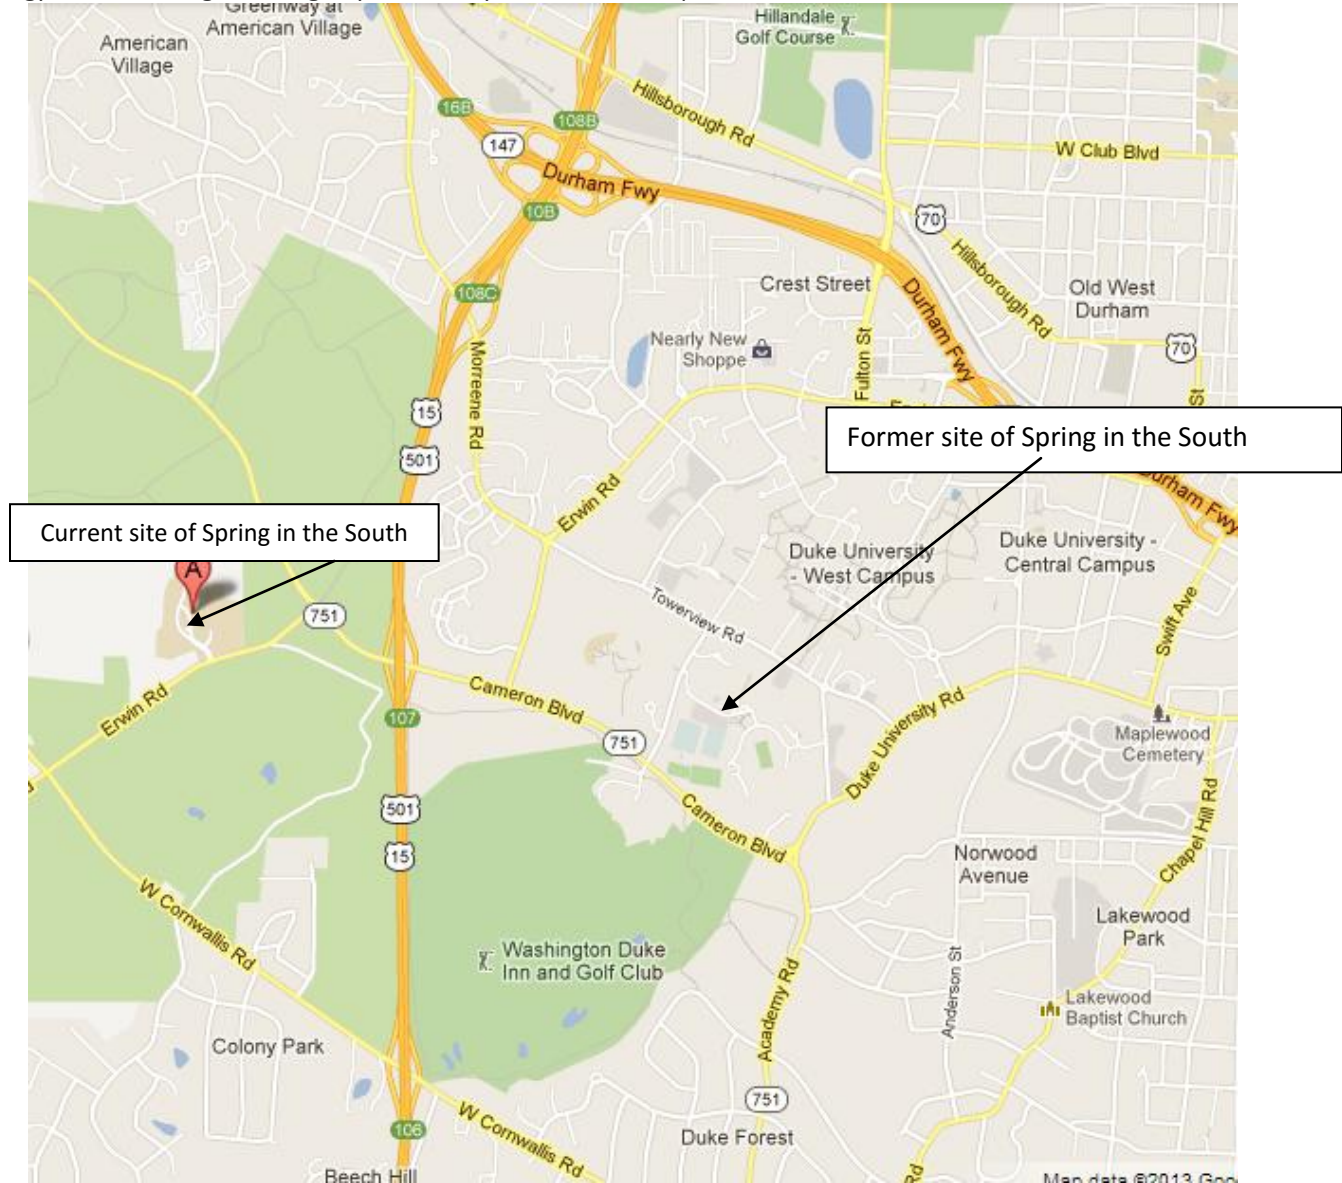 Greenway at
American Village
American
Village
Hillandale
Golf Course
16B
108B
Hillsborough Rd
147
W Club Blvd
Durham Fwy
10B
70
Hillsborough Rd
108C
Crest Street
Durham Fwy
Old West
Durham
Nearly New
Shoppe
Fulton St
70
Morreene Rd
15
St
501
Former site of Spring in the South
Erwin Rd
Durham Fwy
Current site of Spring in the South
Duke University
- West Campus
Duke University -
Central Campus
A
751
Towerview Rd
Swift Ave
Erwin Rd
Cameron Blvd
107
Duke University Rd
751
Maplewood
Cemetery
501
Cameron Blvd
Chapel Hill Rd
15
Norwood
Avenue
W Cornwallis Rd
Lakewood
Park
Washington Duke
Inn and Golf Club
Academy Rd
Anderson St
Lakewood
Baptist Church
Colony Park
751
106
W Cornwallis Rd
Duke Forest
Beech Hill
Rd
Map data ©2013